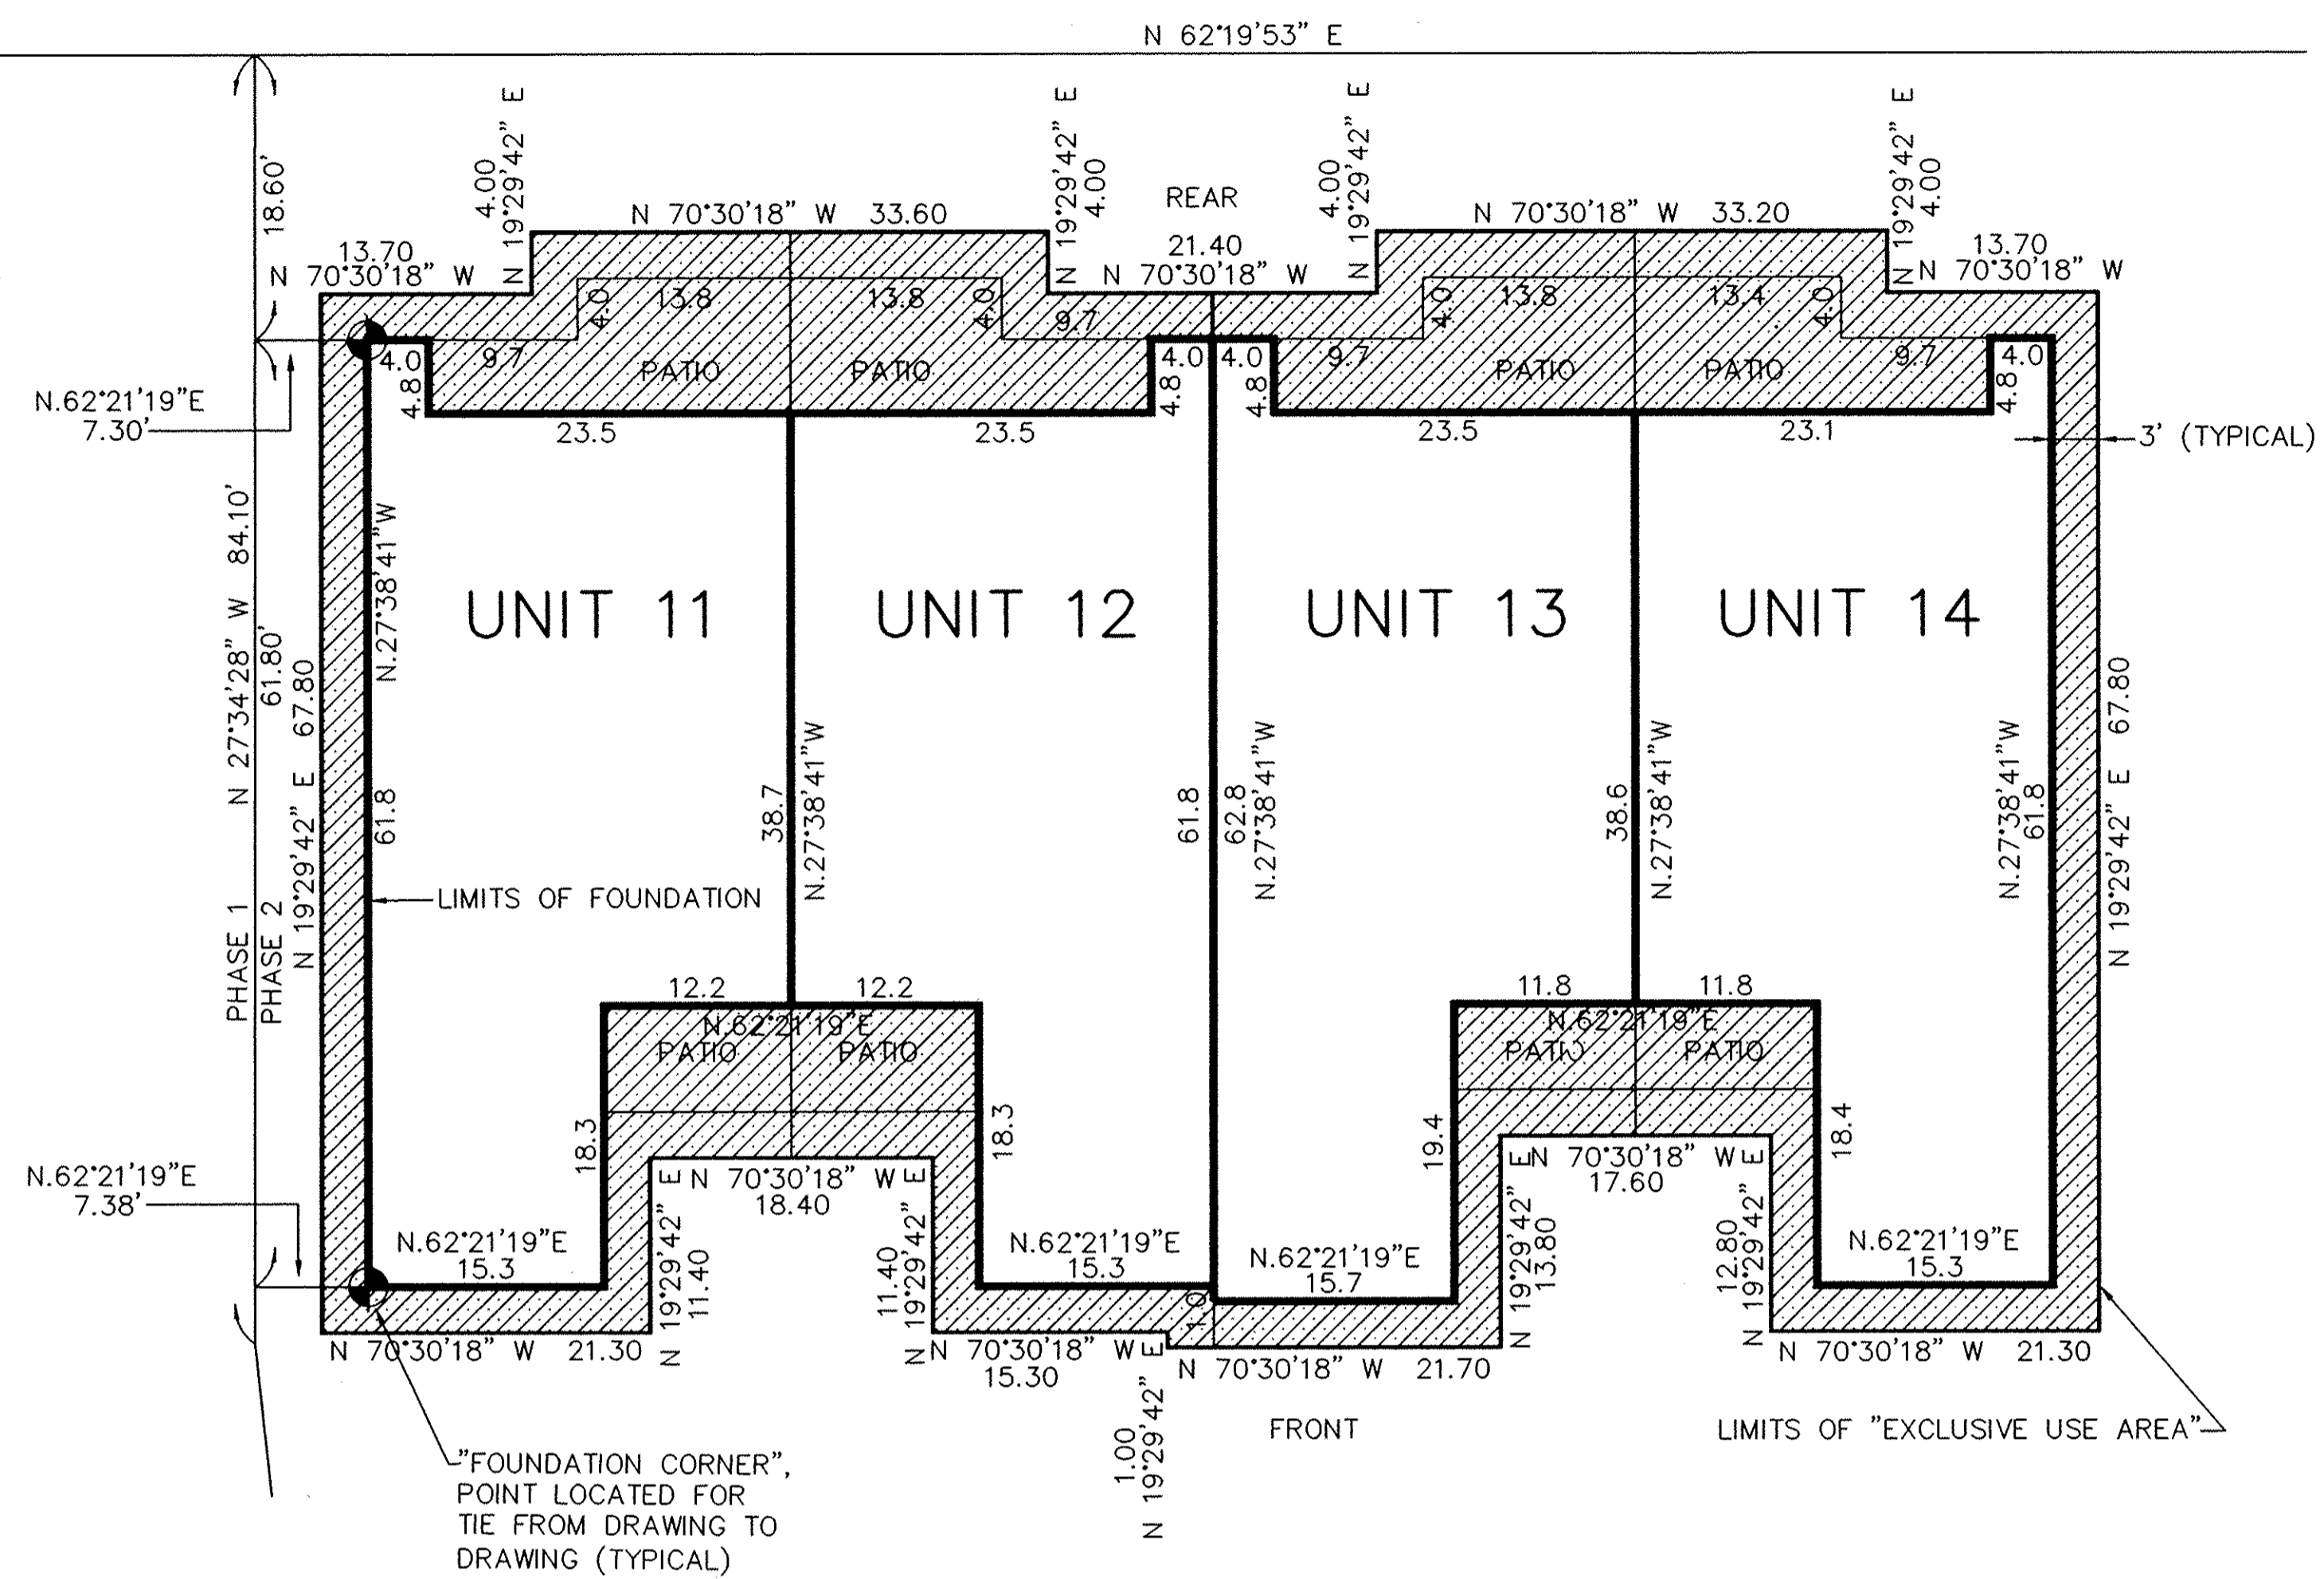 N 62°19'53" E
18.60'
4.00
N 19°29'42" E
N 19°29'42" E
4.00
4.00
N 19°29'42" E
N 19°29'42" E
4.00
REAR
N 70°30'18" W 33.60
N 70°30'18" W 33.20
13.70
N 70°30'18" W
21.40
N 70°30'18" W
13.70
N 70°30'18" W
4.0
13.8
13.8
4.0
4.0
13.8
13.4
4.0
9.7
4.0
9.7
PATIO
PATIO
4.0
4.0
9.7
PATIO
PATIO
9.7
4.0
4.8
4.8
4.8
4.8
N.62°21'19"E
7.30'
23.5
23.5
23.5
23.1
3' (TYPICAL)
N.27°38'41"W
UNIT 11
UNIT 12
UNIT 13
UNIT 14
N 27°34'28" W 84.10'
61.80'
N 19°29'42" E 67.80
61.8
38.7
N.27°38'41"W
61.8
62.8
N.27°38'41"W
38.6
N.27°38'41"W
N.27°38'41"W
61.8
N 19°29'42" E 67.80
PHASE 1
PHASE 2
LIMITS OF FOUNDATION
12.2
12.2
11.8
11.8
N.62°21'19"E
N.62°21'19"E
PATIO
PATIO
PATIO
PATIO
18.3
18.3
19.4
18.4
N.62°21'19"E
7.38'
N 70°30'18" W
18.40
N 70°30'18" W
17.60
N 19°29'42" E
11.40
11.40
N 19°29'42" E
N 19°29'42" E
13.80
12.80
N 19°29'42" E
N.62°21'19"E
15.3
N.62°21'19"E
15.3
N.62°21'19"E
15.7
N.62°21'19"E
15.3
1.0
N 70°30'18" W 21.30
N 70°30'18" W
15.30
N 70°30'18" W 21.70
N 70°30'18" W 21.30
1.00
N 19°29'42" E
FRONT
LIMITS OF "EXCLUSIVE USE AREA"
"FOUNDATION CORNER",
POINT LOCATED FOR
TIE FROM DRAWING TO
DRAWING (TYPICAL)